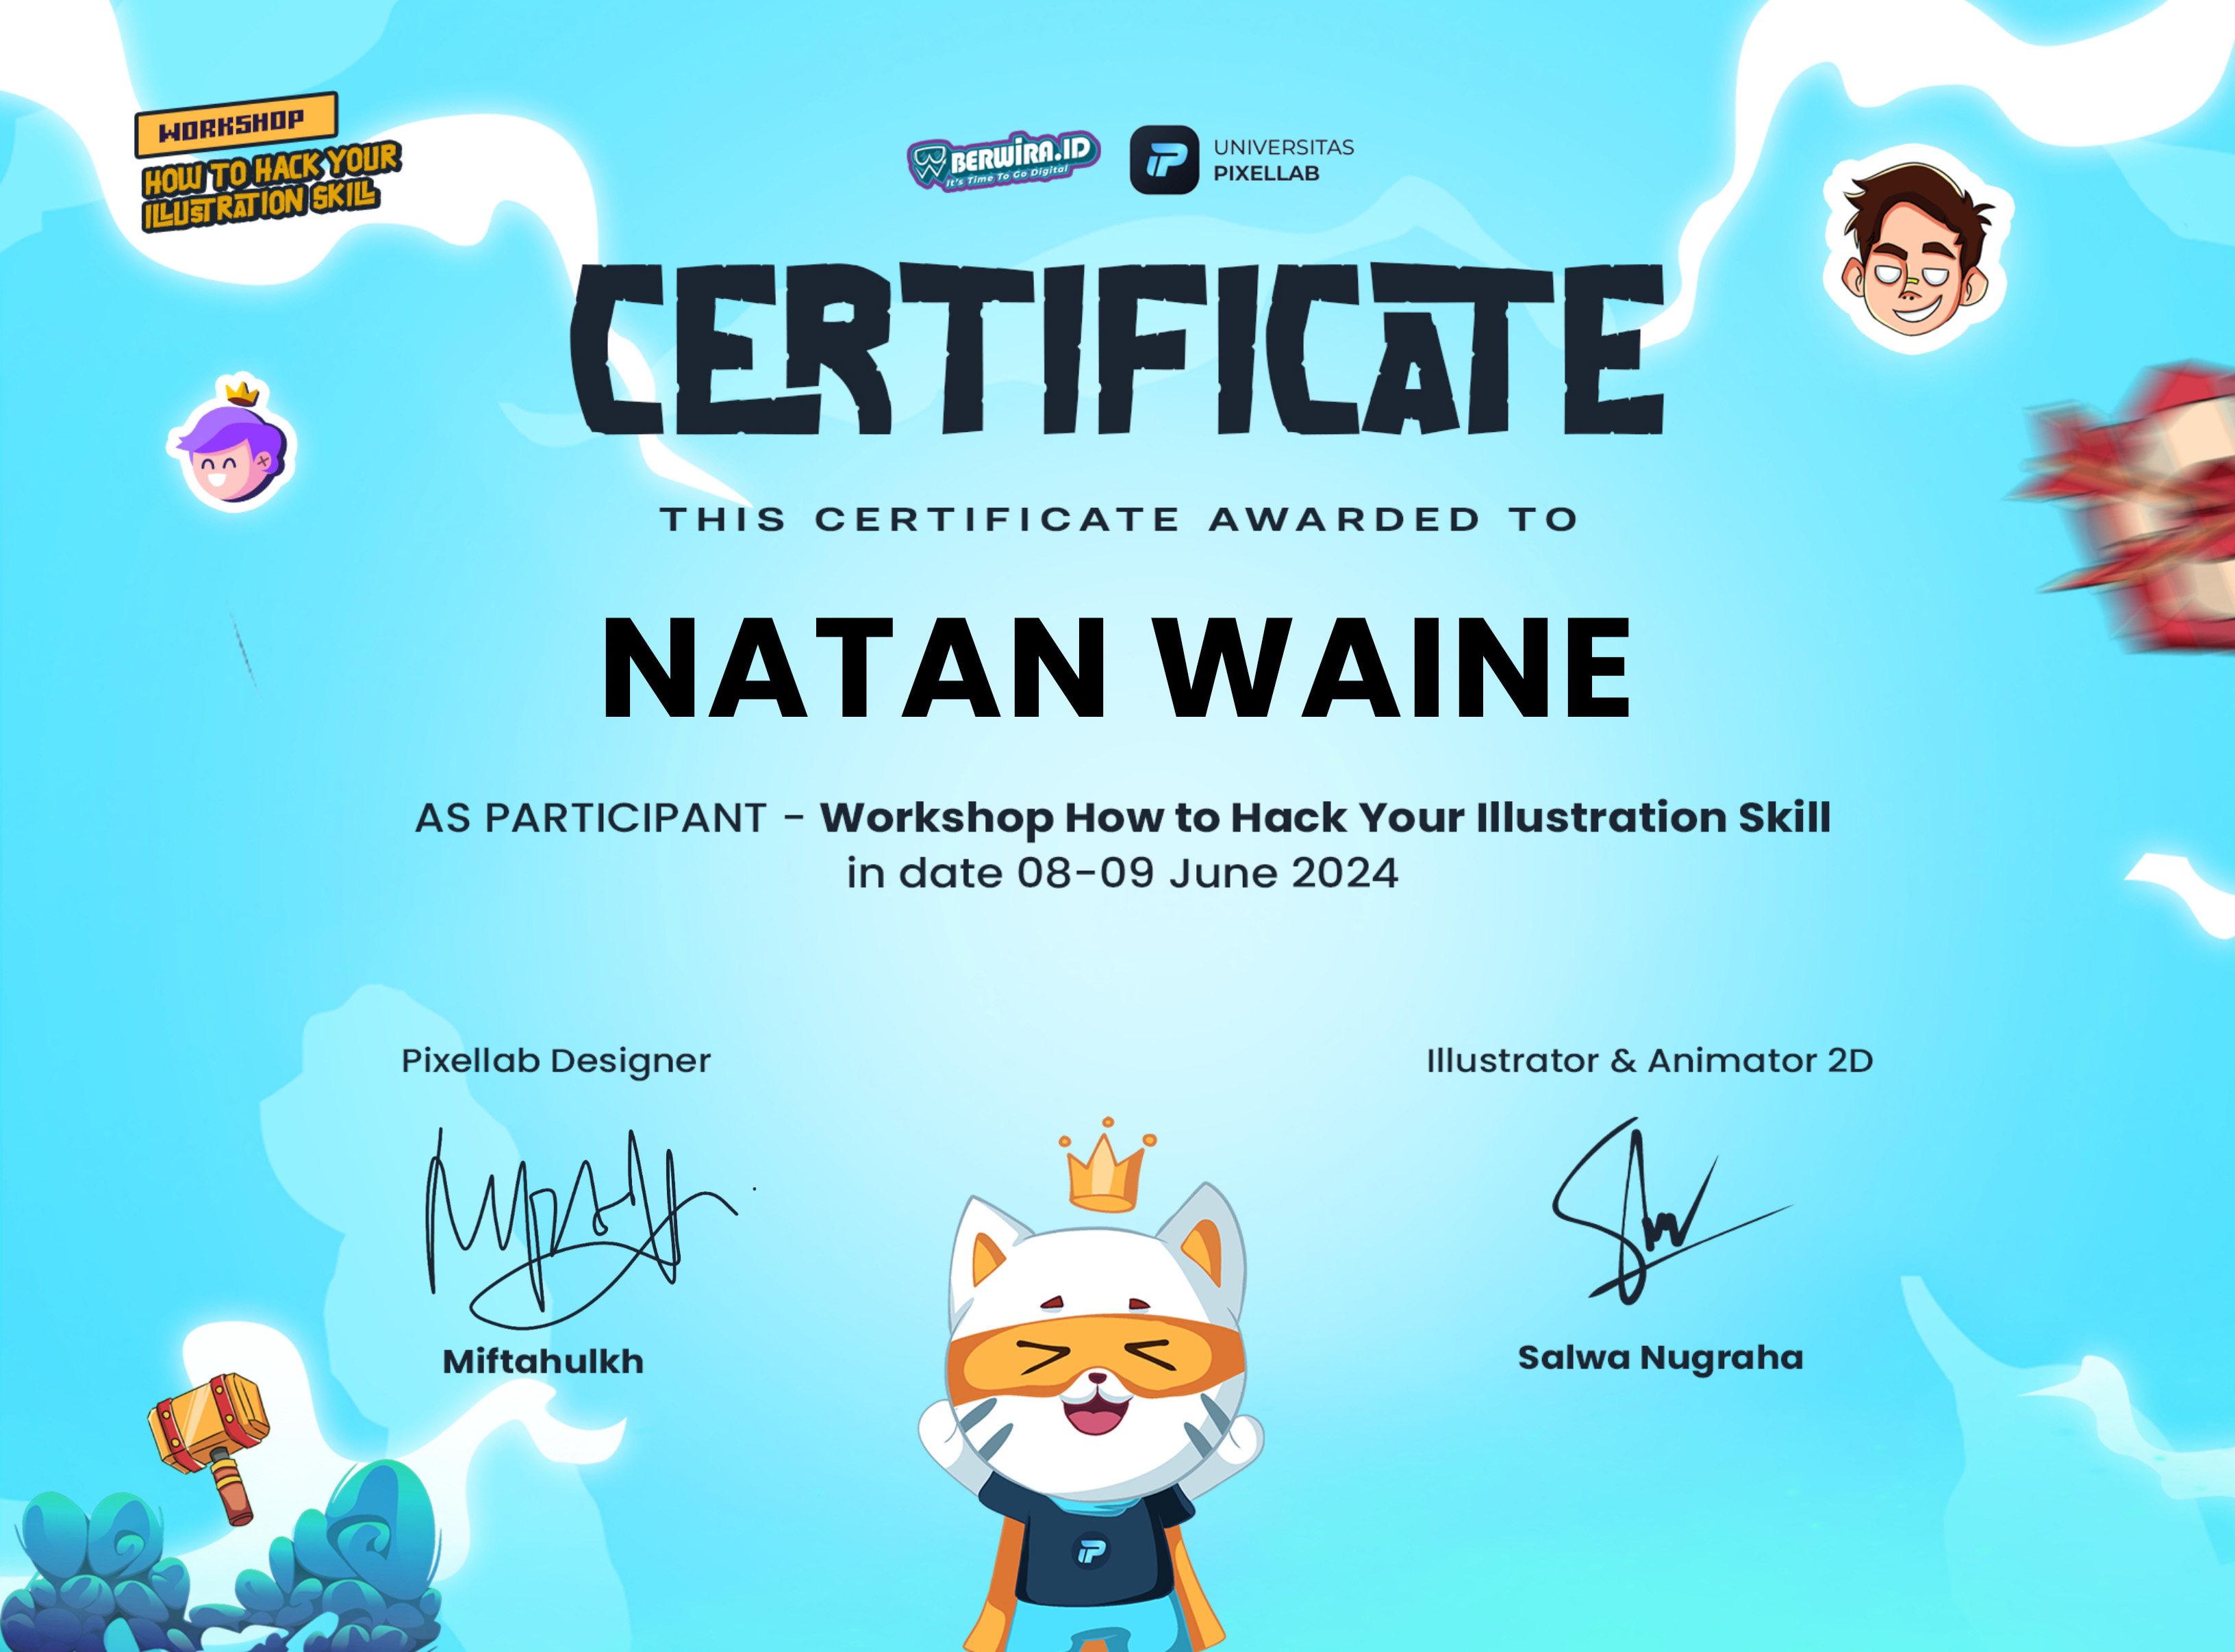 WORKSHOP
HOW TO HACK YOUR
ILLUSTRATION SKILL
BERWIRA.ID
It's Time To Go Digital
UNIVERSITAS
PIXELLAB
CERTIFICATE
THIS CERTIFICATE AWARDED TO
NATAN WAINE
AS PARTICIPANT - Workshop How to Hack Your Illustration Skill
in date 08-09 June 2024
Pixellab Designer
Miftahulkh
Illustrator & Animator 2D
Salwa Nugraha